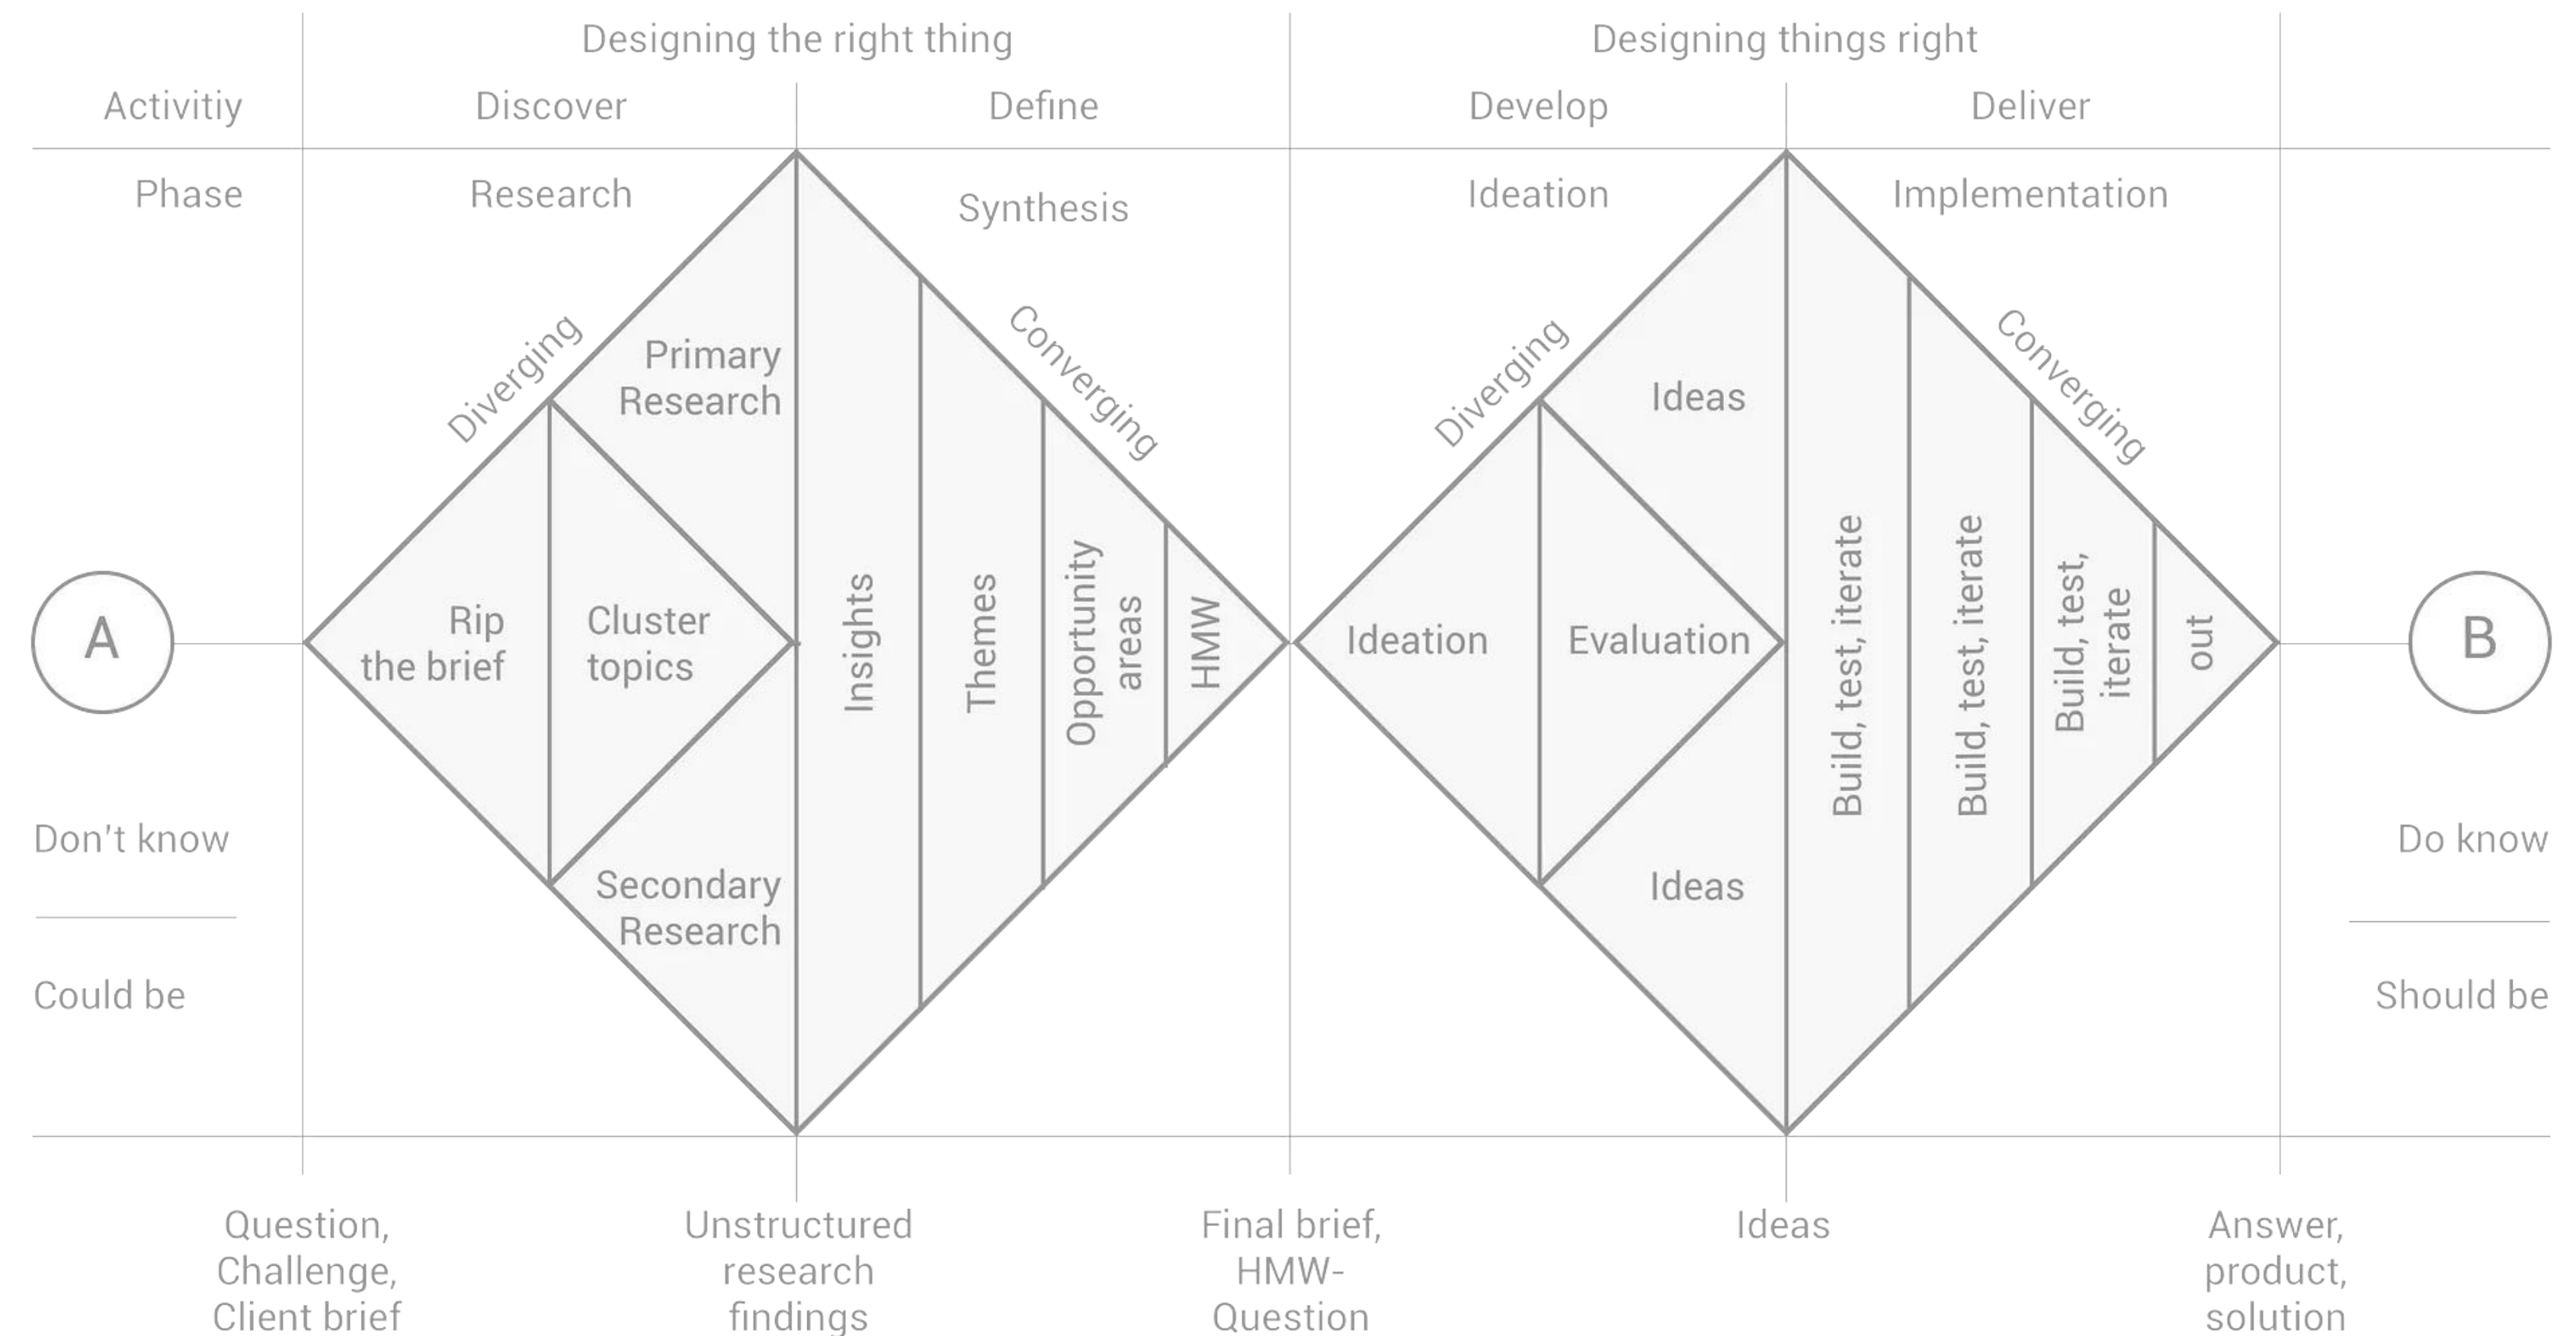 Designing the right thing
Designing things right
Activitiy
Discover
Define
Develop
Deliver
Phase
Research
Synthesis
Ideation
Implementation
Diverging
Converging
Diverging
Converging
Primary
Research
Ideas
A
Rip
the brief
Cluster
topics
Insights
Themes
Opportunity
areas
HMW
Ideation
Evaluation
Build, test, iterate
Build, test, iterate
Build, test,
iterate
out
B
Don't know
Could be
Secondary
Research
Ideas
Do know
Should be
Question,
Challenge,
Client brief
Unstructured
research
findings
Final brief,
HMW-
Question
Ideas
Answer,
product,
solution